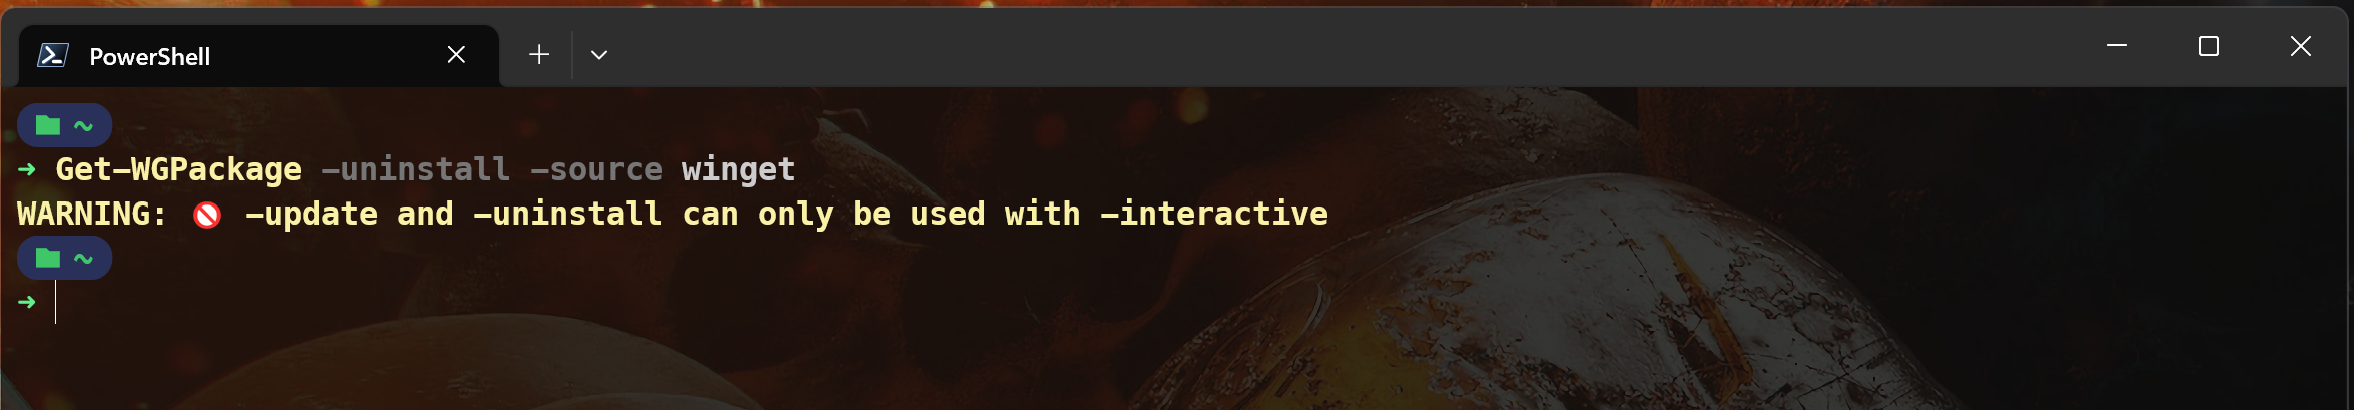 PowerShell
~
➜ Get-WGPackage -uninstall -source winget
WARNING: 🚫 -update and -uninstall can only be used with -interactive
~
➜